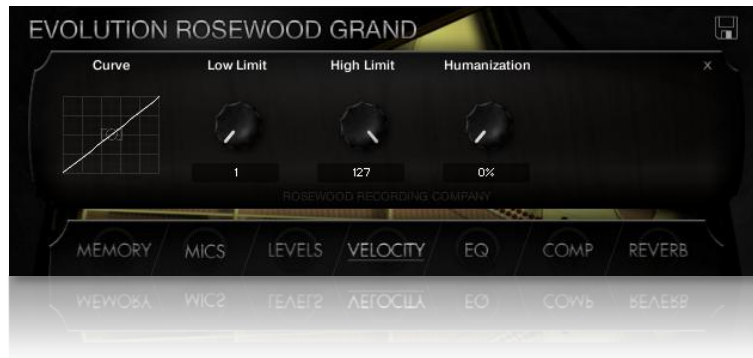 EVOLUTION ROSEWOOD GRAND
Curve Low Limit High Limit Humanization x
1 127 0%
ROSEWOOD RECORDING COMPANY
MEMORY MICS LEVELS VELOCITY EQ COMP REVERB